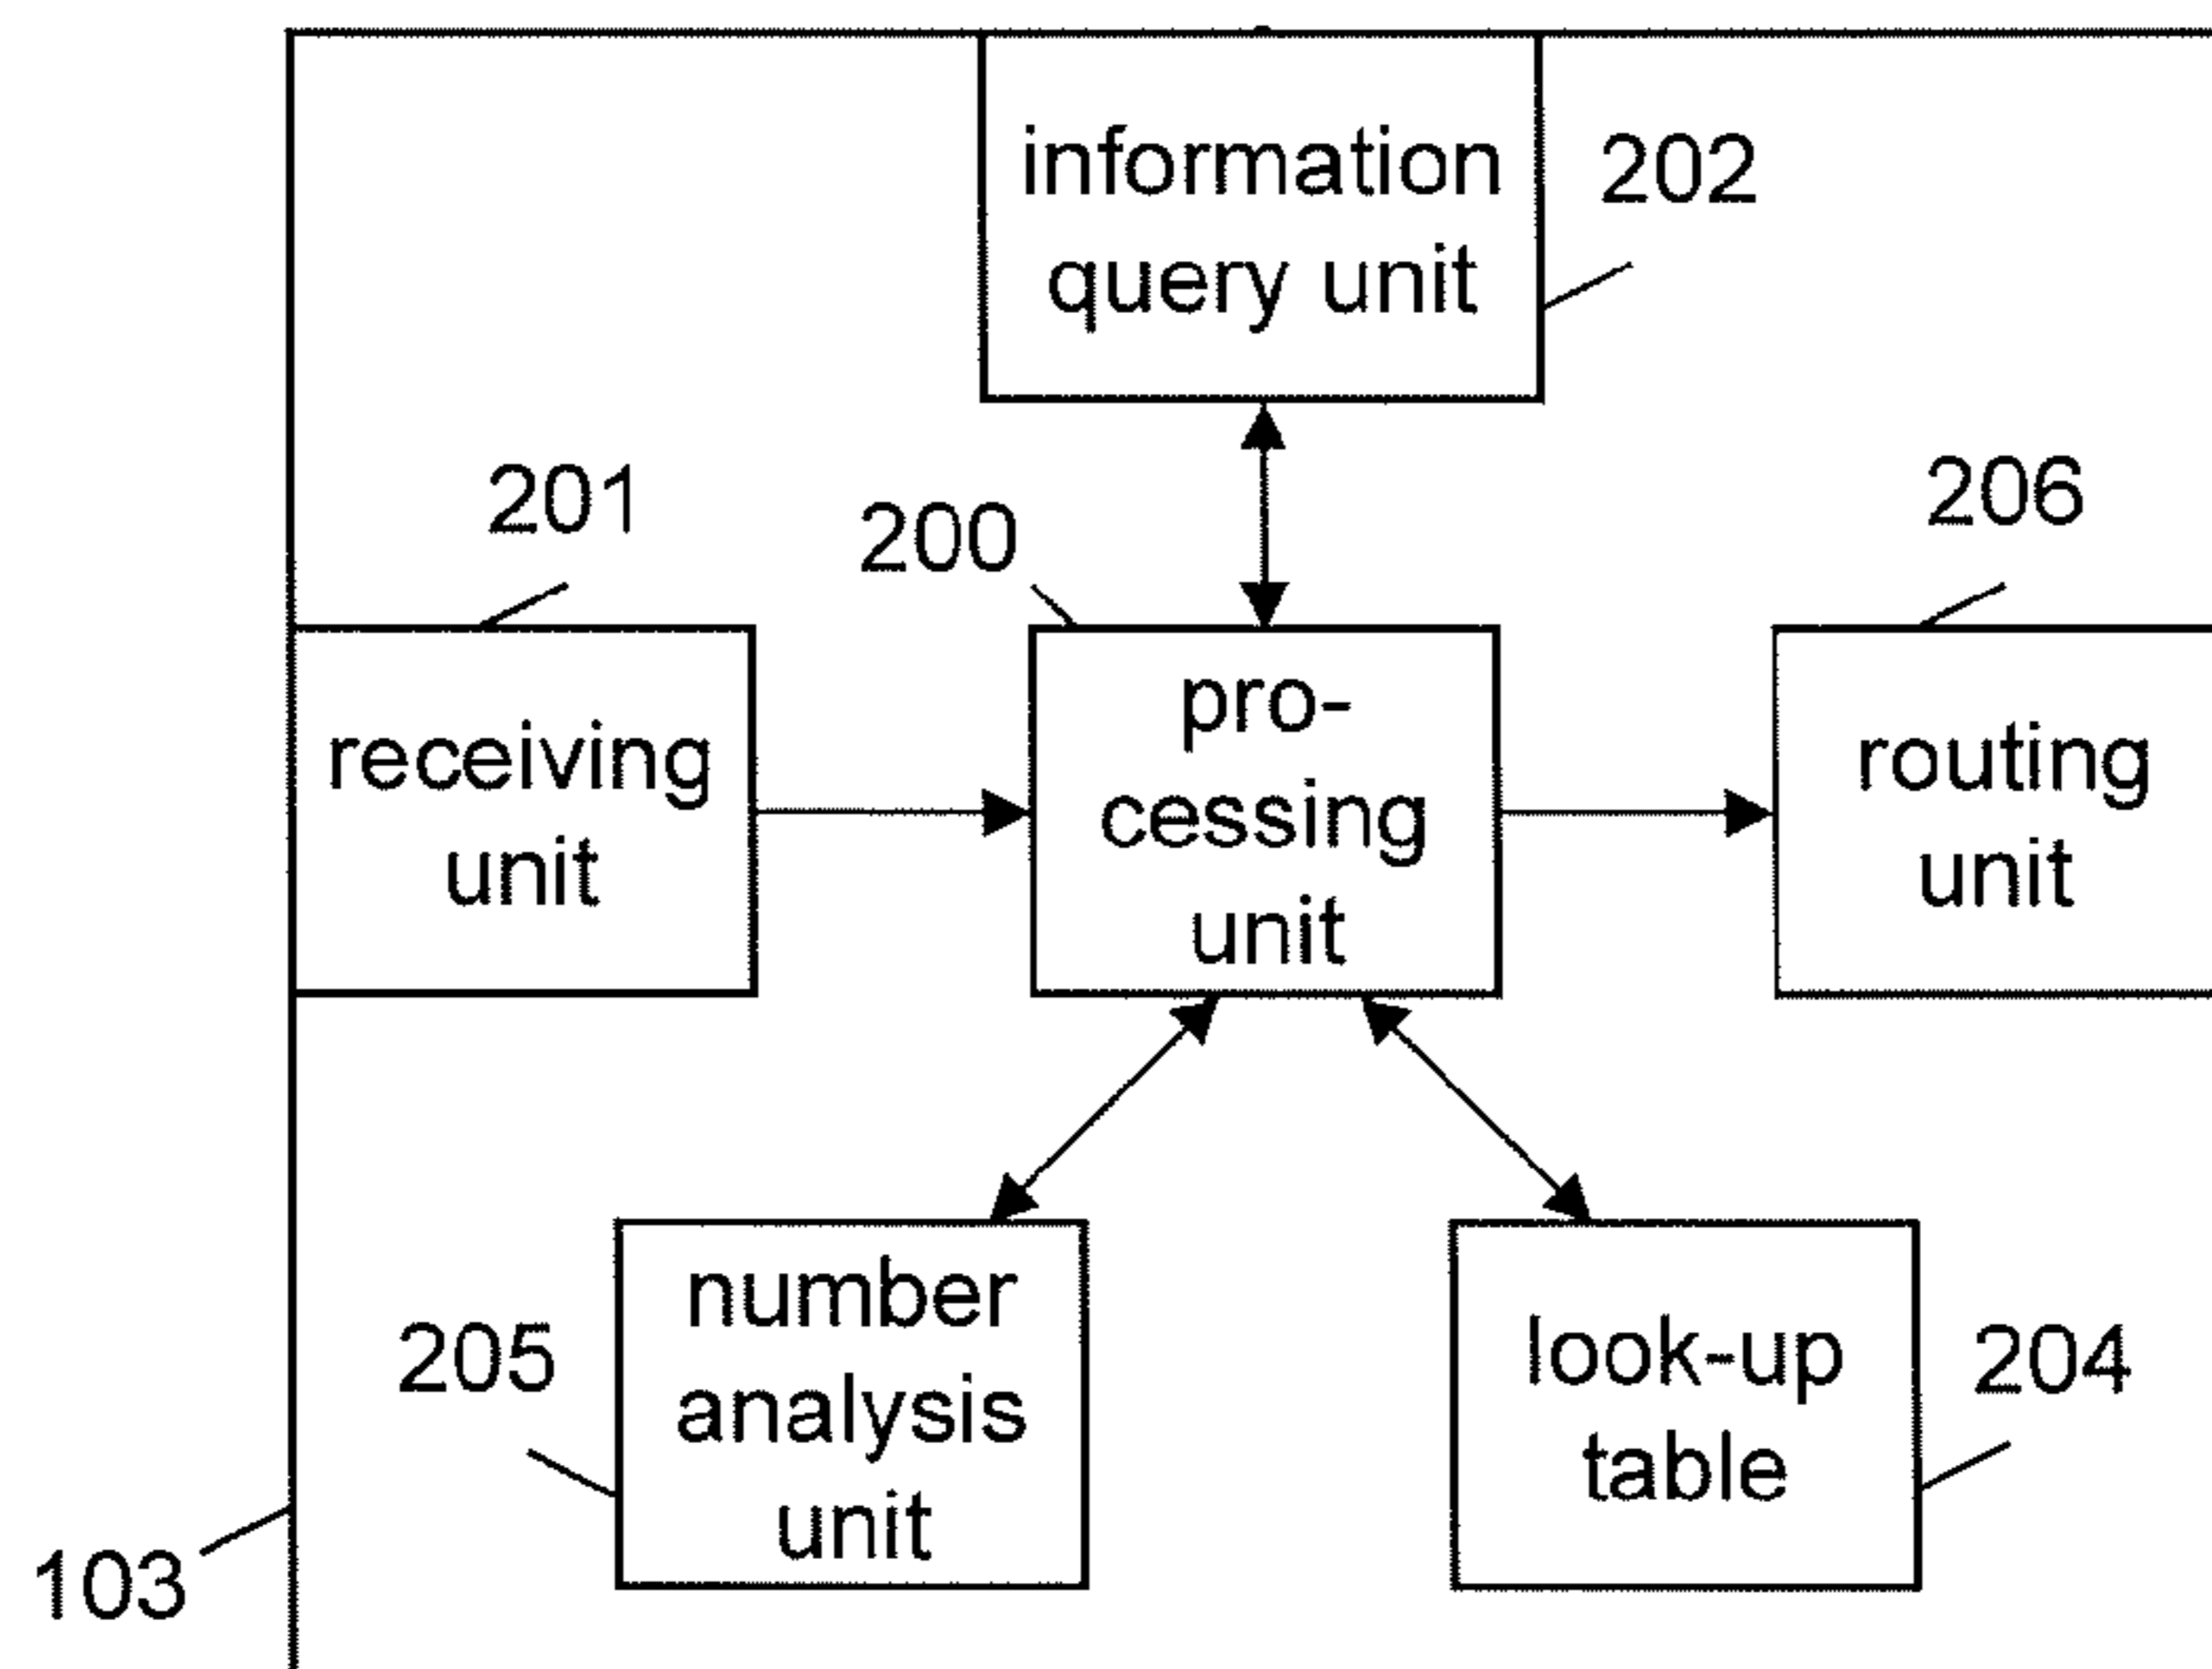 information
query unit
202
201
200
206
receiving
unit
pro-
cessing
unit
routing
unit
205
number
analysis
unit
look-up
table
204
103